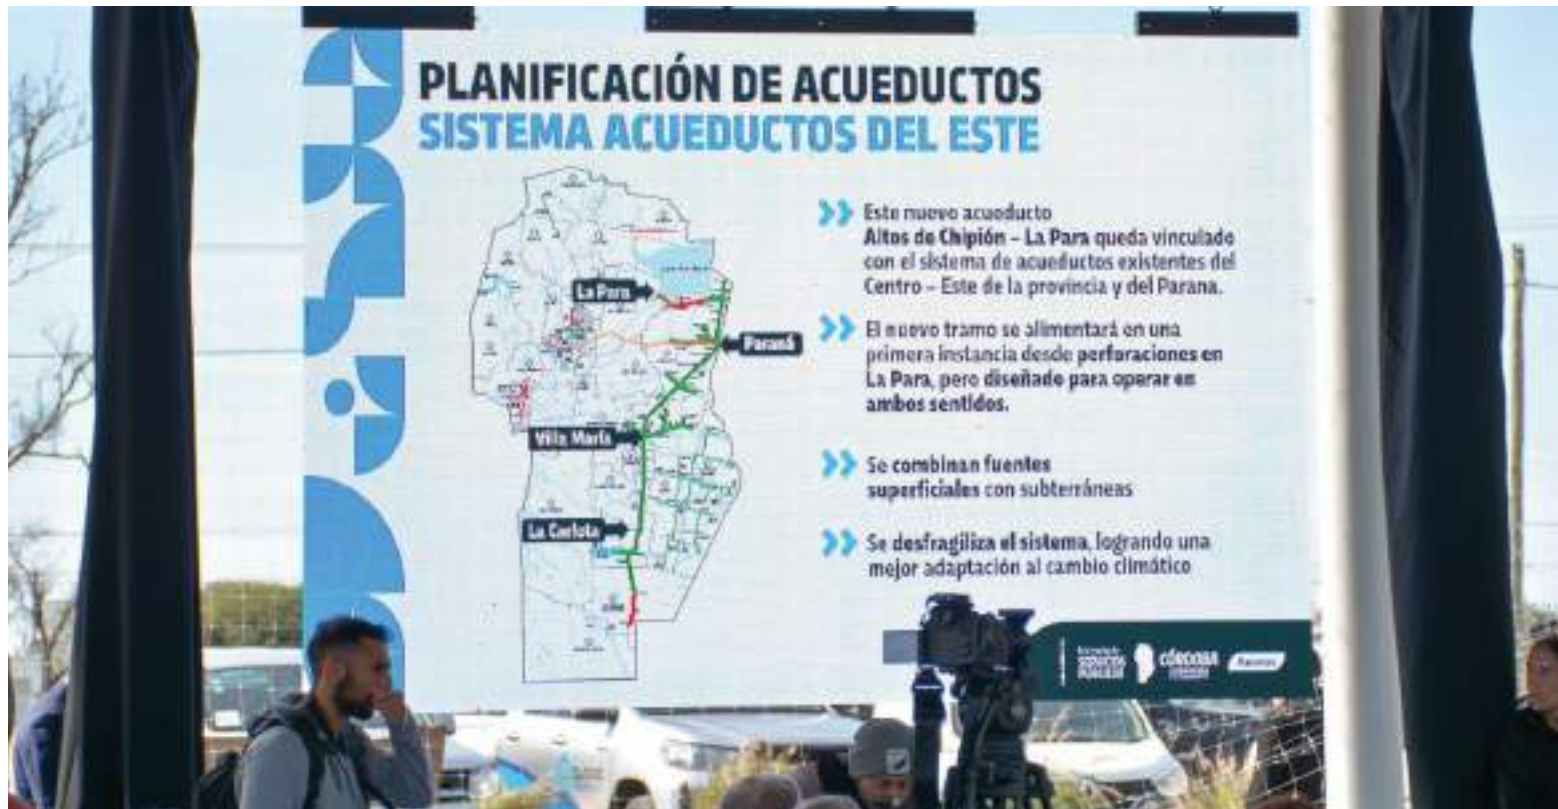 PLANIFICACIÓN DE ACUEDUCTOS
SISTEMA ACUEDUCTOS DEL ESTE
Este nuevo acueducto
Altos de Chipión – La Para queda vinculado
con el sistema de acueductos existentes del
Centro – Este de la provincia y del Parana.
La Para
El nuevo tramo se alimentará en una
primera instancia desde perforaciones en
La Para, pero diseñado para operar en
ambos sentidos.
Paraná
Villa María
Se combinan fuentes
superficiales con subterráneas
La Carlota
Se desfragiliza el sistema, logrando una
mejor adaptación al cambio climático
SERVICIOS
PÚBLICOS
CÓRDOBA